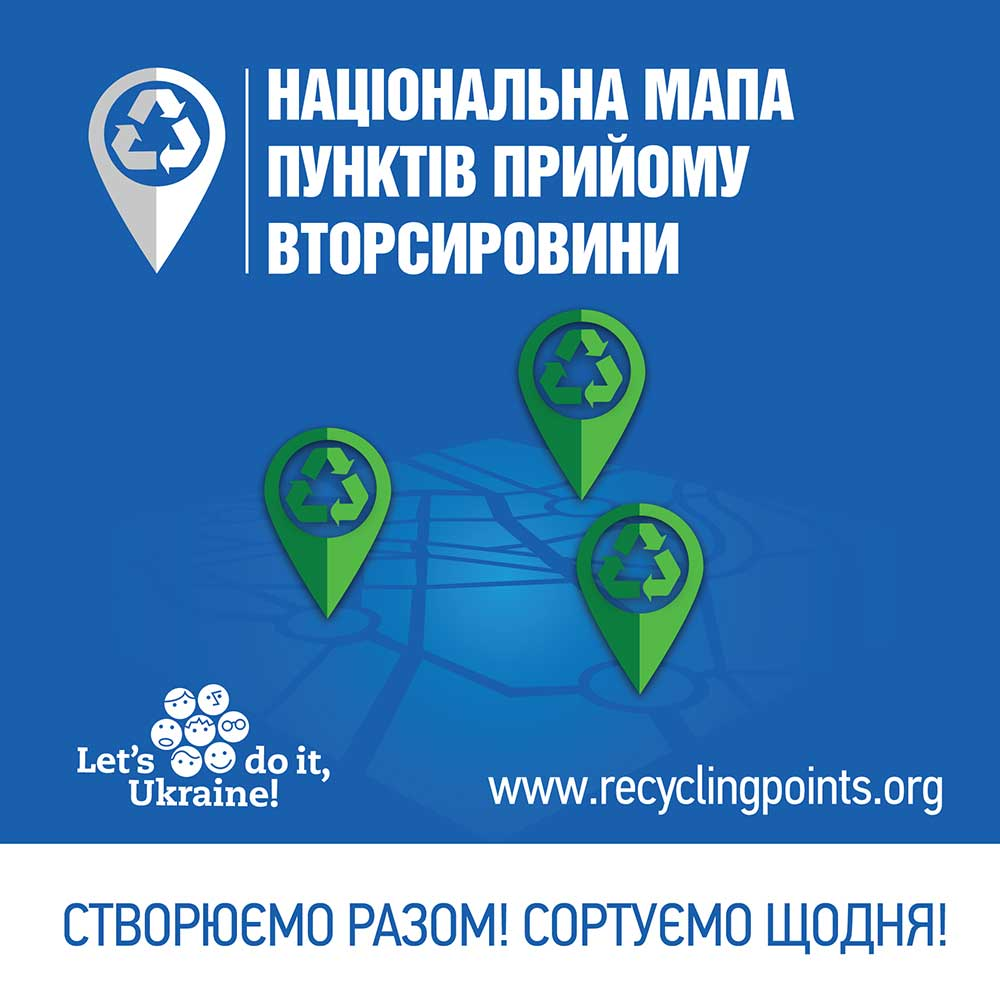 НАЦІОНАЛЬНА МАПА
ПУНКТІВ ПРИЙОМУ
ВТОРСИРОВИНИ
Let's do it,
Ukraine!
www.recyclingpoints.org
СТВОРЮЄМО РАЗОМ! СОРТУЄМО ЩОДНЯ!